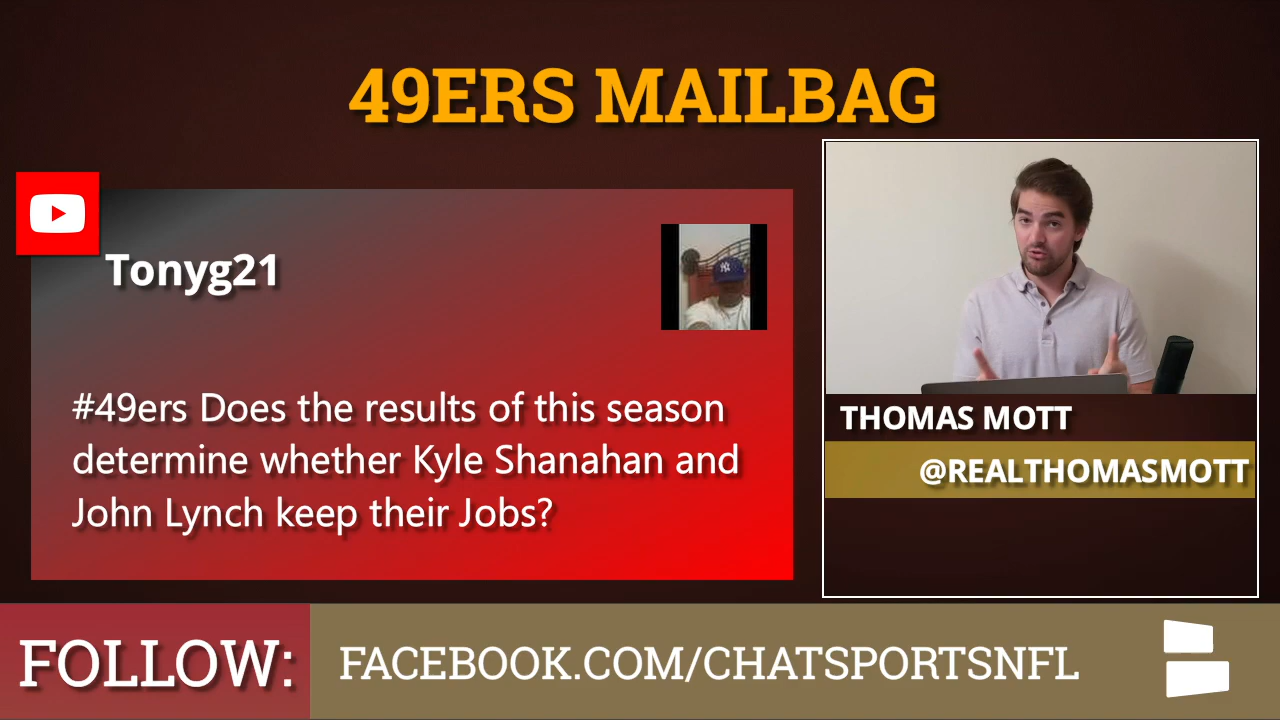 49ERS MAILBAG
Tonyg21
#49ers Does the results of this season
determine whether Kyle Shanahan and
John Lynch keep their Jobs?
THOMAS MOTT
@REALTHOMASMOTT
FOLLOW:
FACEBOOK.COM/CHATSPORTSNFL